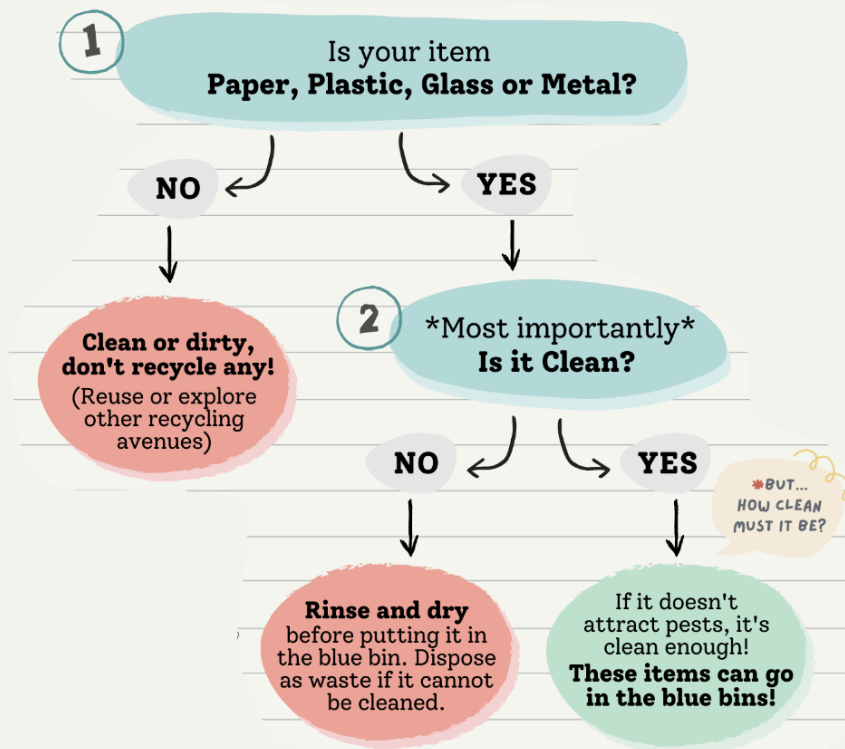 1
Is your item
Paper, Plastic, Glass or Metal?
NO
YES
Clean or dirty,
don't recycle any!
(Reuse or explore
other recycling
avenues)
2
*Most importantly*
Is it Clean?
NO
YES
*BUT...
HOW CLEAN
MUST IT BE?
Rinse and dry
before putting it in
the blue bin. Dispose
as waste if it cannot
be cleaned.
If it doesn't
attract pests, it's
clean enough!
These items can go
in the blue bins!